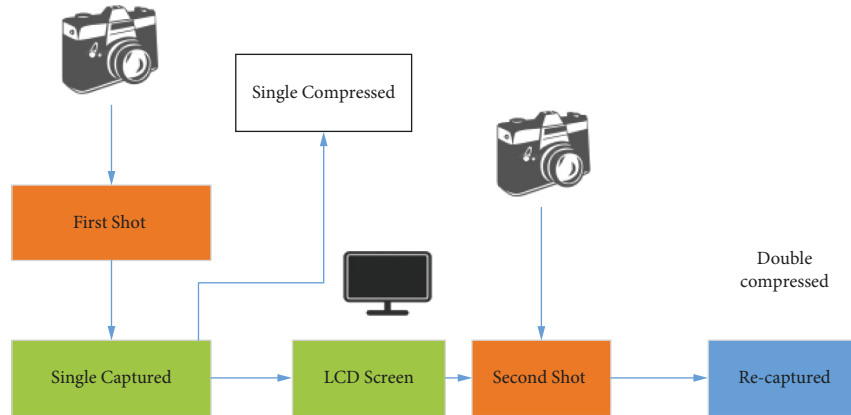 Single Compressed
First Shot
Double
compressed
Single Captured
LCD Screen
Second Shot
Re-captured